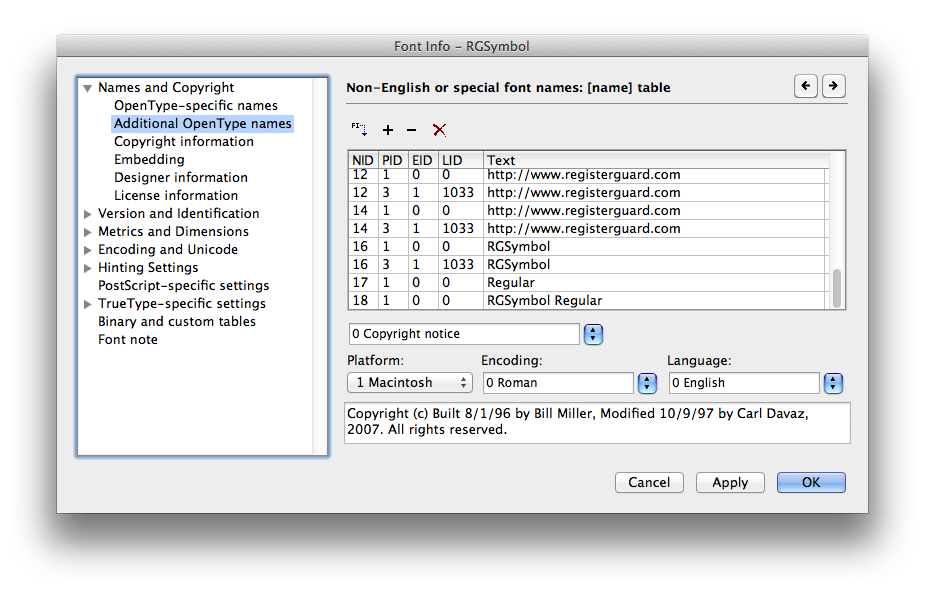 Font Info – RGSymbol
Names and Copyright
OpenType-specific names
Additional OpenType names
Copyright information
Embedding
Designer information
License information
Version and Identification
Metrics and Dimensions
Encoding and Unicode
Hinting Settings
PostScript-specific settings
TrueType-specific settings
Binary and custom tables
Font note
Non-English or special font names: [name] table
FI
NID PID EID LID Text
12 1 0 0 http://www.registerguard.com
12 3 1 1033 http://www.registerguard.com
14 1 0 0 http://www.registerguard.com
14 3 1 1033 http://www.registerguard.com
16 1 0 0 RGSymbol
16 3 1 1033 RGSymbol
17 1 0 0 Regular
18 1 0 0 RGSymbol Regular
0 Copyright notice
Platform: Encoding: Language:
1 Macintosh 0 Roman 0 English
Copyright (c) Built 8/1/96 by Bill Miller, Modified 10/9/97 by Carl Davaz,
2007. All rights reserved.
Cancel Apply OK